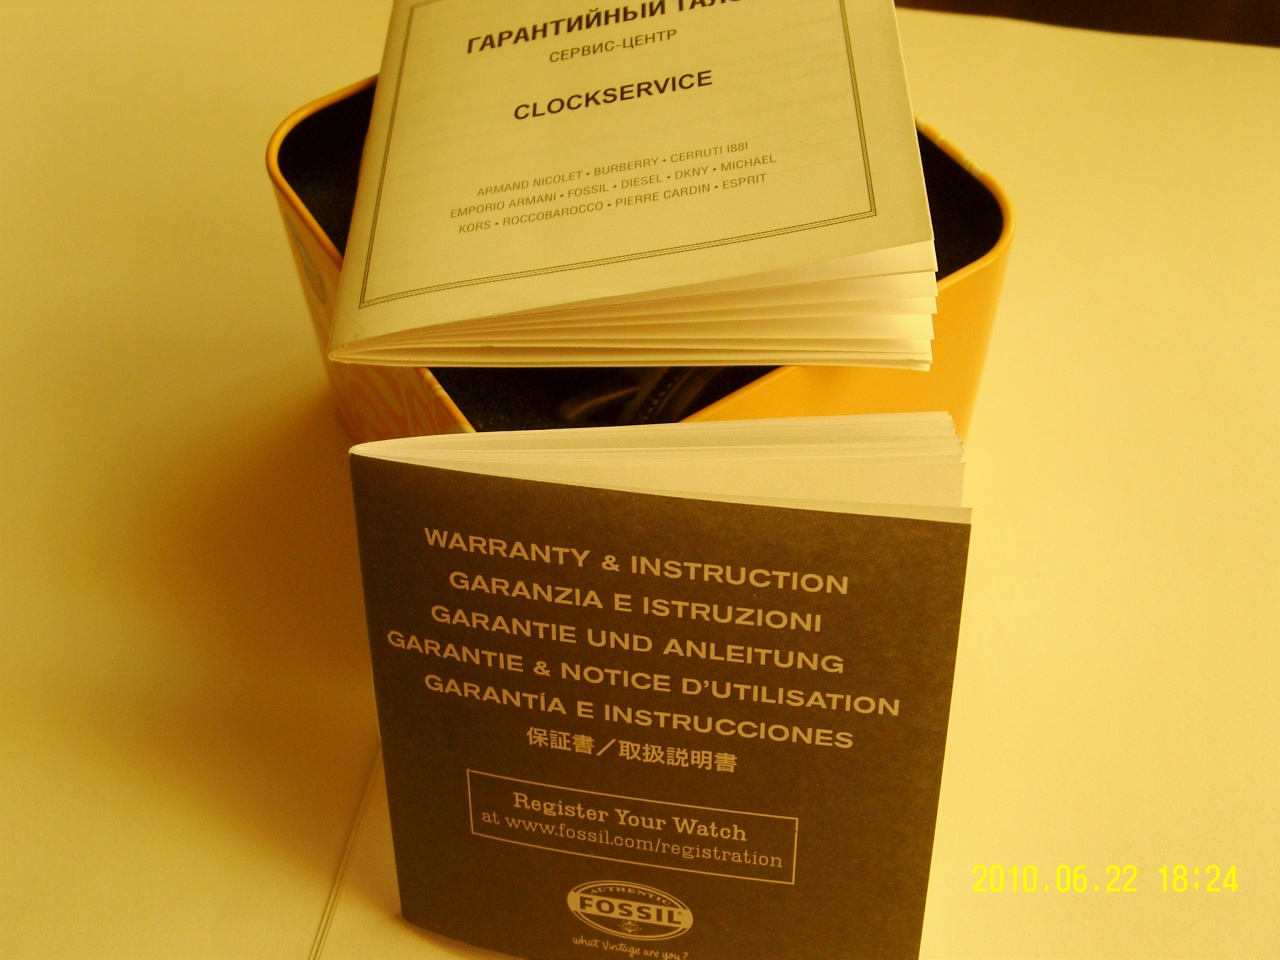 ГАРАНТИЙНЫЙ
СЕРВИС-ЦЕНТР
CLOCKSERVICE
ARMAND NICOLET • BURBERRY • CERRUTI 1881
EMPORIO ARMANI • FOSSIL • DIESEL • DKNY • MICHAEL
KORS • ROCCOBAROCCO • PIERRE CARDIN • ESPRIT
WARRANTY & INSTRUCTION
GARANZIA E ISTRUZIONI
GARANTIE UND ANLEITUNG
GARANTIE & NOTICE D'UTILISATION
GARANTÍA E INSTRUCCIONES
保証書／取扱説明書
Register Your Watch
at www.fossil.com/registration
AUTHENTIC
FOSSIL
what Vintage are you?
2010.06.22 18:24